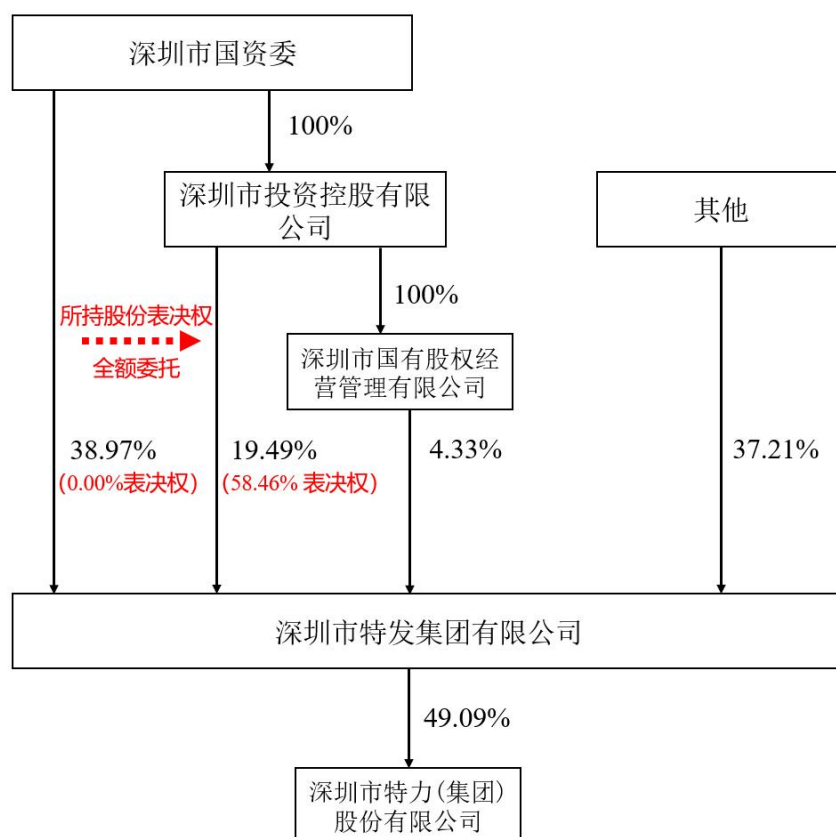 深圳市国资委
100%
深圳市投资控股有限
公司
其他
所持股份表决权
全额委托
100%
深圳市国有股权经
营管理有限公司
38.97%
(0.00%表决权)
19.49%
(58.46% 表决权)
4.33%
37.21%
深圳市特发集团有限公司
49.09%
深圳市特力(集团)
股份有限公司